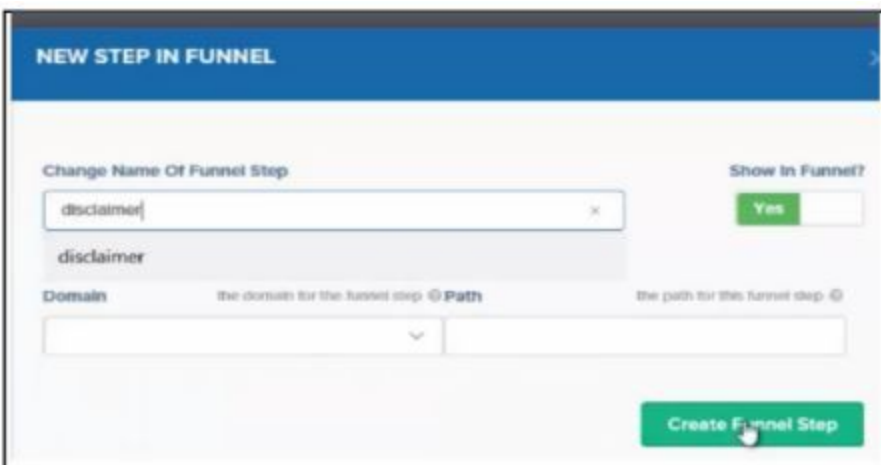 NEW STEP IN FUNNEL
Change Name Of Funnel Step
Show In Funnel?
disclaimer
Yes
disclaimer
Domain the domain for the funnel step Path the path for this funnel step
Create Funnel Step